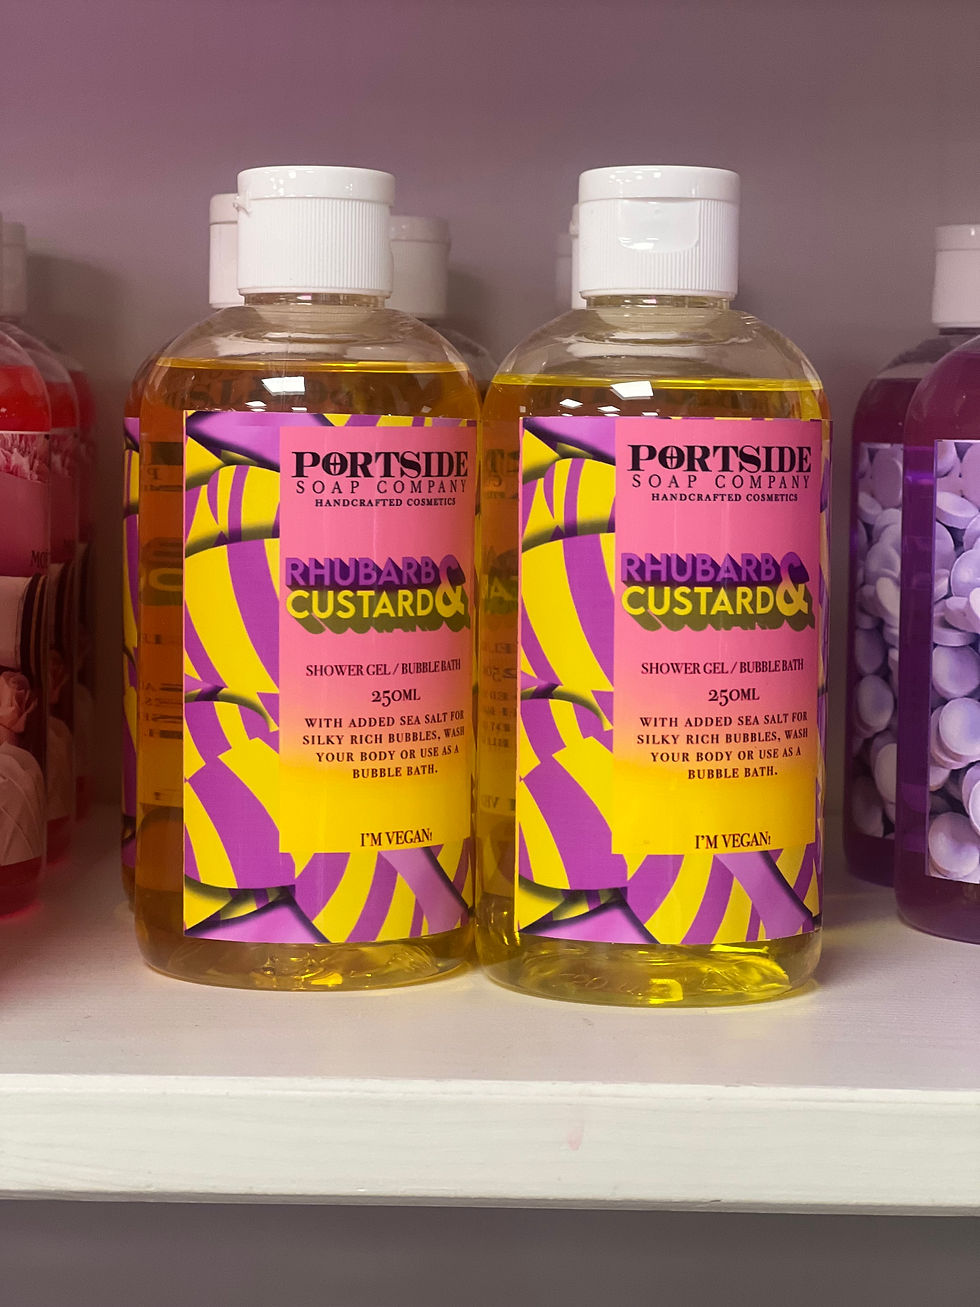 PORTSIDE
SOAP COMPANY
HANDCRAFTED COSMETICS
RHUBARB &
CUSTARD
SHOWER GEL / BUBBLE BATH
250ML
WITH ADDED SEA SALT FOR
SILKY RICH BUBBLES, WASH
YOUR BODY OR USE AS A
BUBBLE BATH.
I'M VEGAN!
PORTSIDE
SOAP COMPANY
HANDCRAFTED COSMETICS
RHUBARB &
CUSTARD
SHOWER GEL / BUBBLE BATH
250ML
WITH ADDED SEA SALT FOR
SILKY RICH BUBBLES, WASH
YOUR BODY OR USE AS A
BUBBLE BATH.
I'M VEGAN!